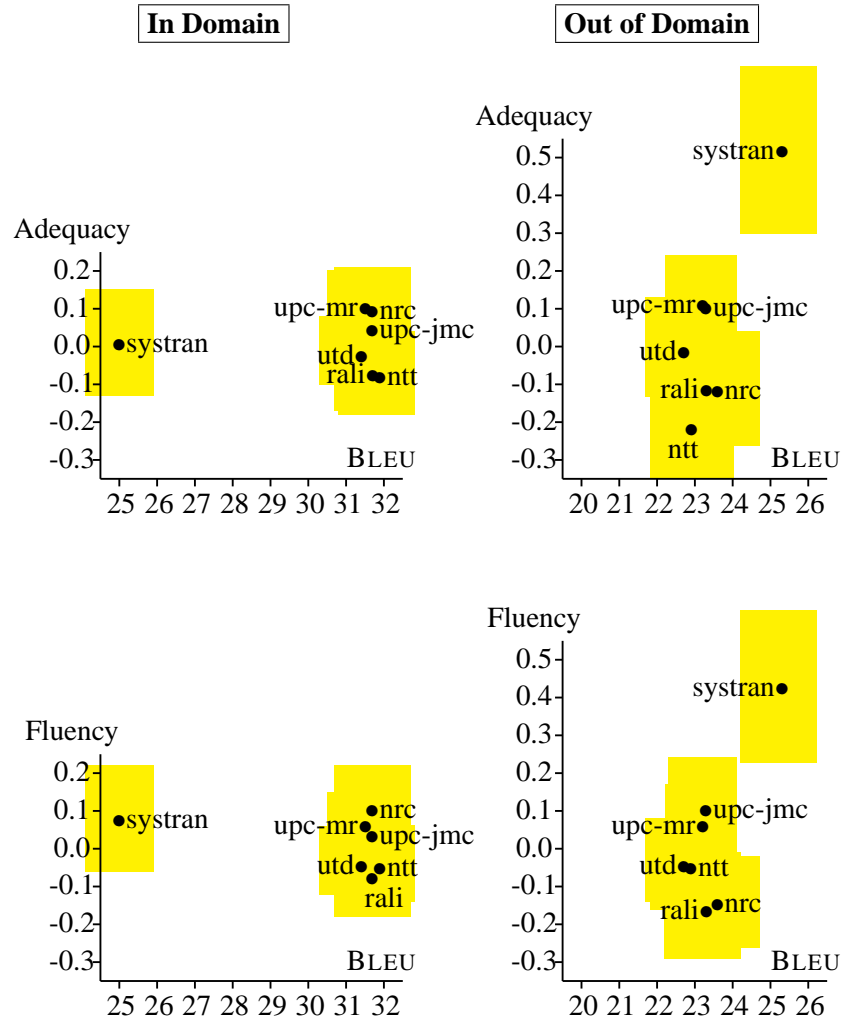 In Domain
Out of Domain
Adequacy
0.2
0.1
0.0
-0.1
-0.2
-0.3
systran
upc-mr
nrc
upc-jmc
utd
rali
ntt
BLEU
25 26 27 28 29 30 31 32
Adequacy
0.5
0.4
0.3
0.2
0.1
0.0
-0.1
-0.2
-0.3
systran
upc-mr
upc-jmc
utd
rali
nrc
ntt
BLEU
20 21 22 23 24 25 26
Fluency
0.2
0.1
0.0
-0.1
-0.2
-0.3
systran
nrc
upc-mr
upc-jmc
utd
ntt
rali
BLEU
25 26 27 28 29 30 31 32
Fluency
0.5
0.4
0.3
0.2
0.1
0.0
-0.1
-0.2
-0.3
systran
upc-jmc
upc-mr
utd
ntt
rali
nrc
BLEU
20 21 22 23 24 25 26